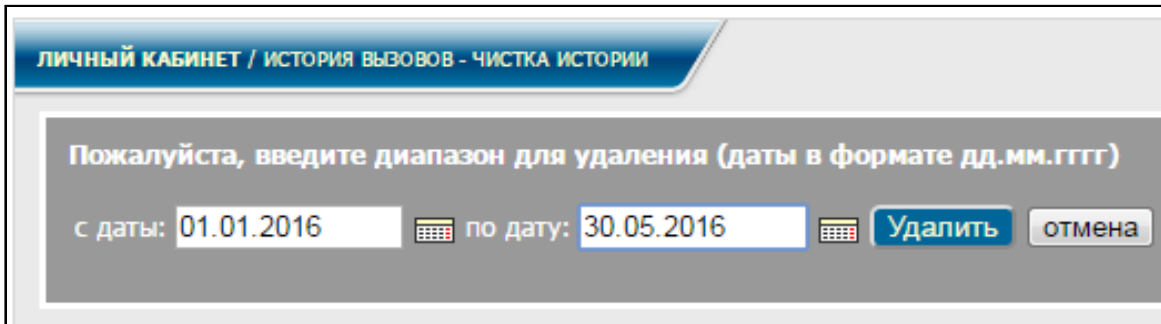 ЛИЧНЫЙ КАБИНЕТ / ИСТОРИЯ ВЫЗОВОВ - ЧИСТКА ИСТОРИИ
Пожалуйста, введите диапазон для удаления (даты в формате дд.мм.гггг)
с даты: 01.01.2016 по дату: 30.05.2016 Удалить отмена